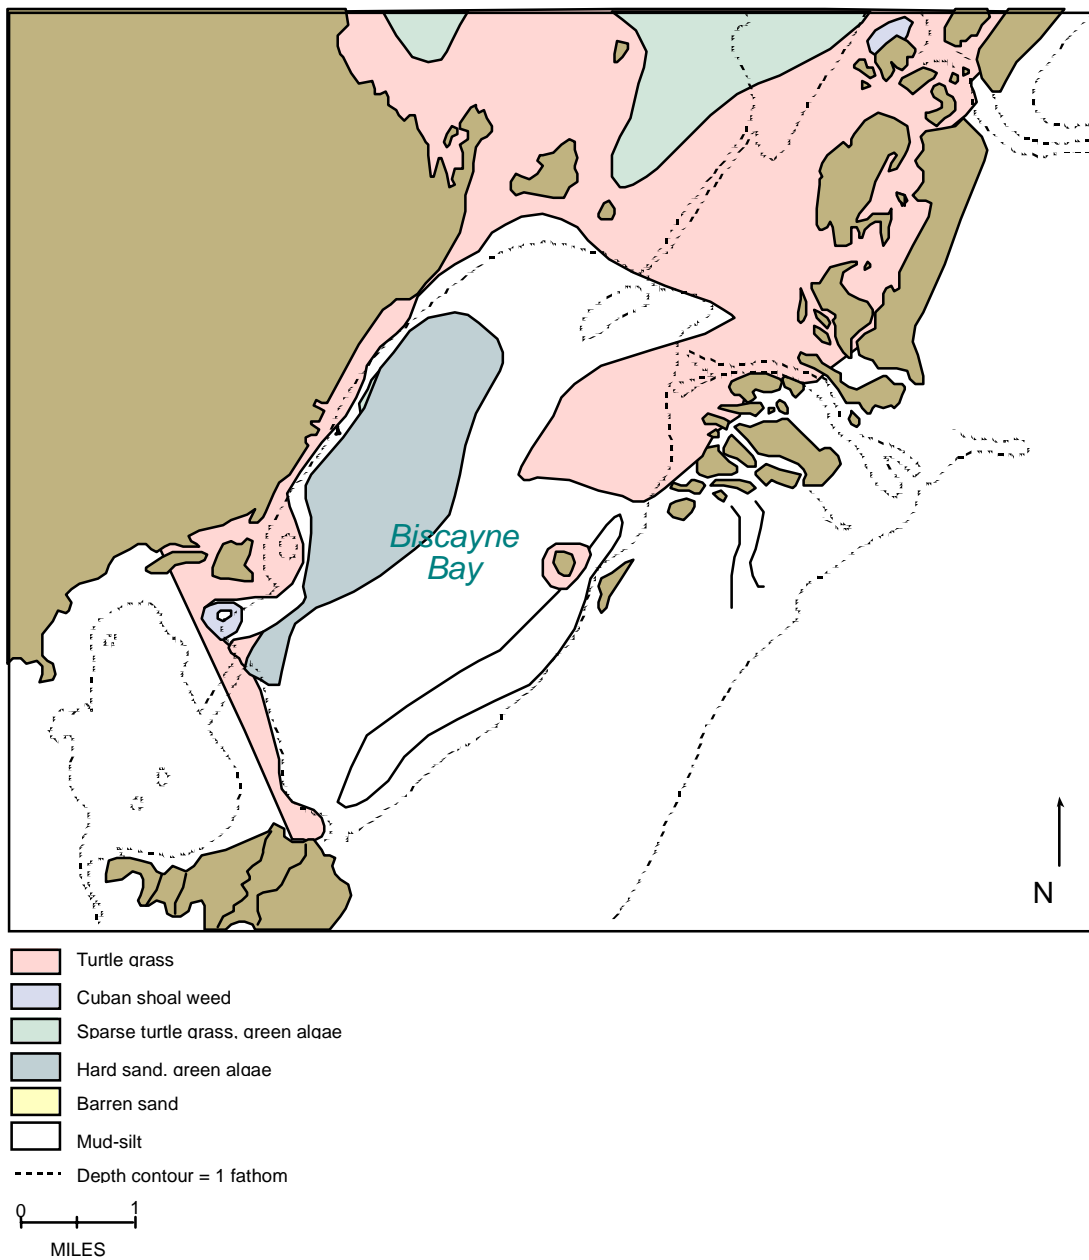 Biscayne
Bay
N
Turtle grass
Cuban shoal weed
Sparse turtle grass, green algae
Hard sand, green algae
Barren sand
Mud-silt
Depth contour = 1 fathom
0 1
MILES